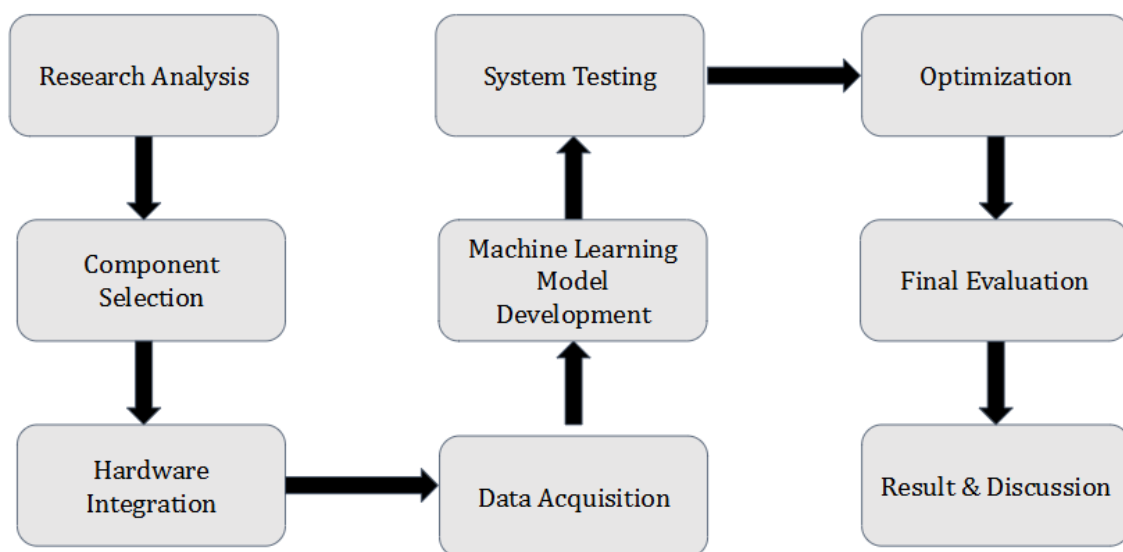 Research Analysis
Component
Selection
Hardware
Integration
Data Acquisition
Machine Learning
Model
Development
System Testing
Optimization
Final Evaluation
Result & Discussion